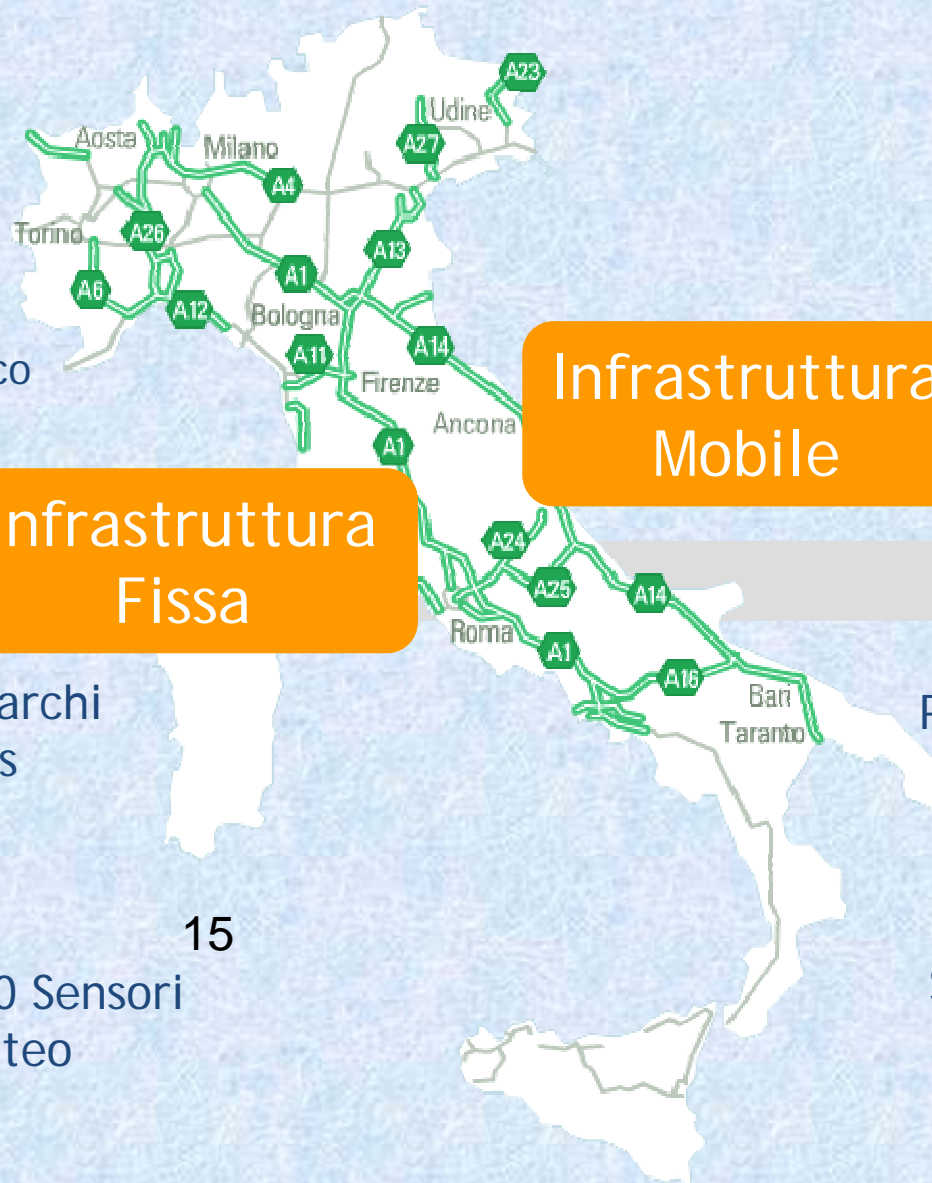 A23
Udine
Aosta
A27
Milano
A4
Torino
A26
A13
A6
A1
A12
Bologna
A14
A11
co
Firenze
Infrastruttura
Mobile
Ancona
A1
nfrastruttura
Fissa
A24
A25
A14
Roma
A1
A16
archi
Bari
P
Taranto
s
15
0 Sensori
S
teo